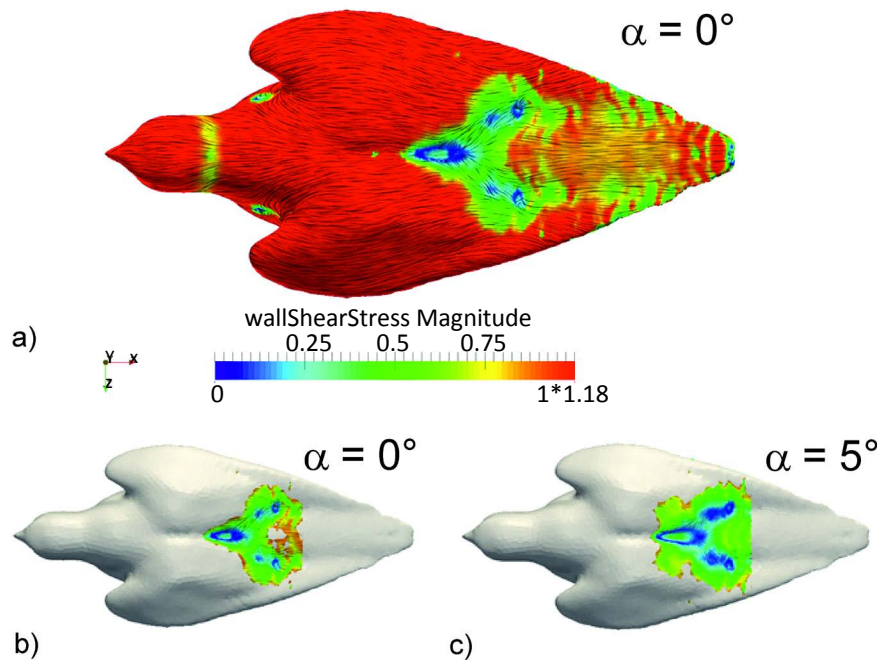 α = 0°
a)
wallShearStress Magnitude
0.25 0.5 0.75
0 1*1.18
Y X
Z
α = 0°
α = 5°
b)
c)